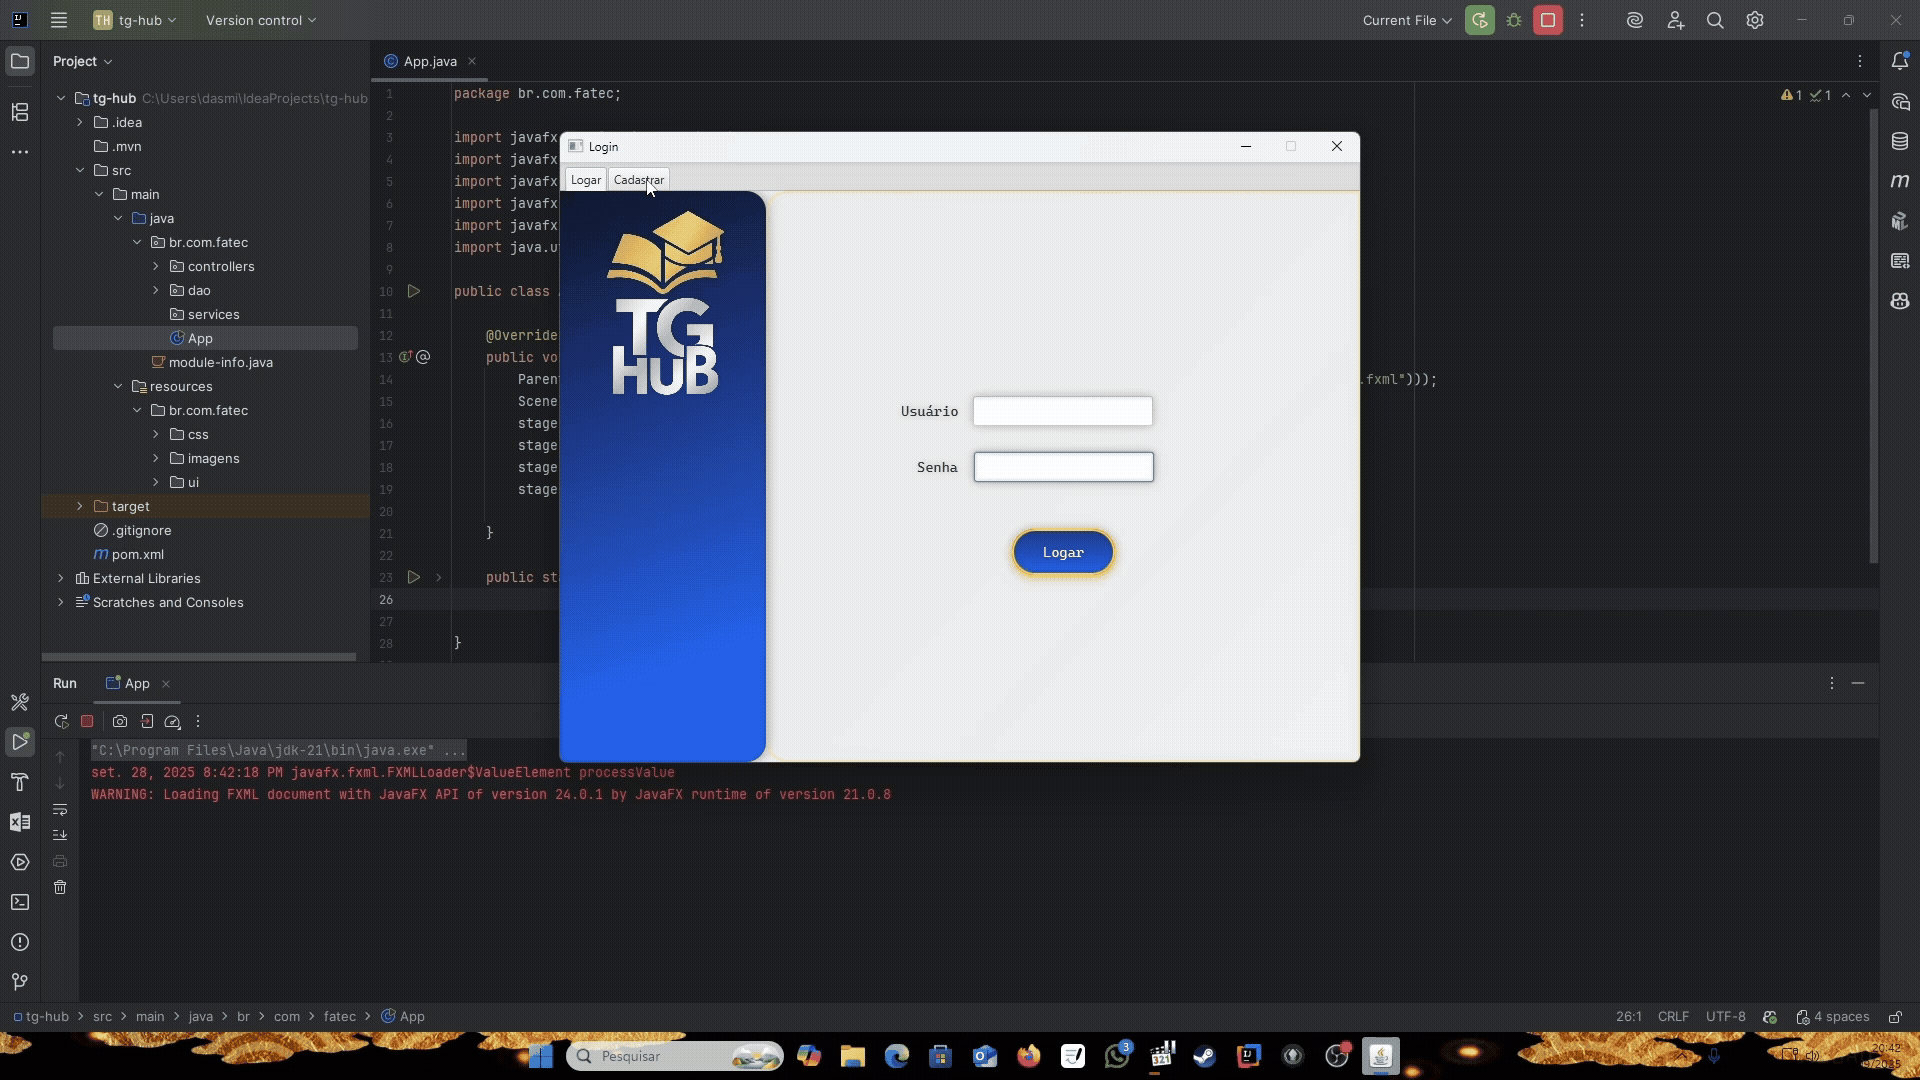 TH tg-hub Version control Current File
Project
App.java
tg-hub C:\Users\dasmi\IdeaProjects\tg-hub
.idea
.mvn
src
main
java
br.com.fatec
controllers
dao
services
App
module-info.java
resources
br.com.fatec
css
imagens
ui
target
.gitignore
pom.xml
External Libraries
Scratches and Consoles
1 package br.com.fatec;
2
3 import javafx
4 import javafx
5 import javafx
6 import javafx
7 import javafx
8 import java.u
9
10 public class
11
12 @Override
13 public vo
14 Paren .fxml")));
15 Scene
16 stage
17 stage
18 stage
19 stage
20
21 }
22
23 public st
26
27
28 }
1 1
Login
Logar Cadastrar
TG
HUB
Usuário
Senha
Logar
Run App
"C:\Program Files\Java\jdk-21\bin\java.exe" ...
set. 28, 2025 8:42:18 PM javafx.fxml.FXMLLoader$ValueElement processValue
WARNING: Loading FXML document with JavaFX API of version 24.0.1 by JavaFX runtime of version 21.0.8
tg-hub > src > main > java > br > com > fatec > App
26:1 CRLF UTF-8 4 spaces
Pesquisar
3
321
20:42